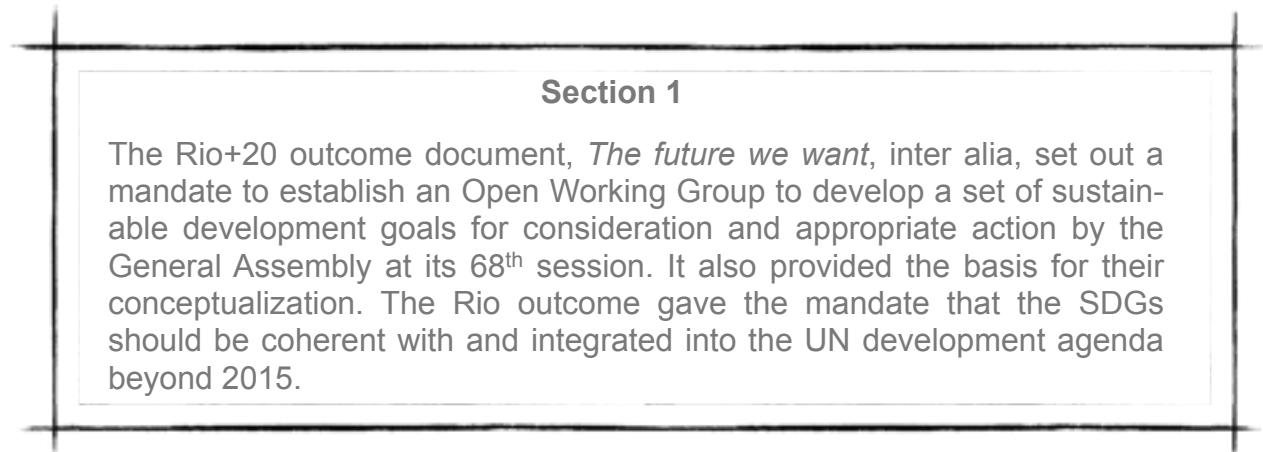 Section 1
The Rio+20 outcome document, The future we want, inter alia, set out a
mandate to establish an Open Working Group to develop a set of sustain-
able development goals for consideration and appropriate action by the
General Assembly at its 68th session. It also provided the basis for their
conceptualization. The Rio outcome gave the mandate that the SDGs
should be coherent with and integrated into the UN development agenda
beyond 2015.